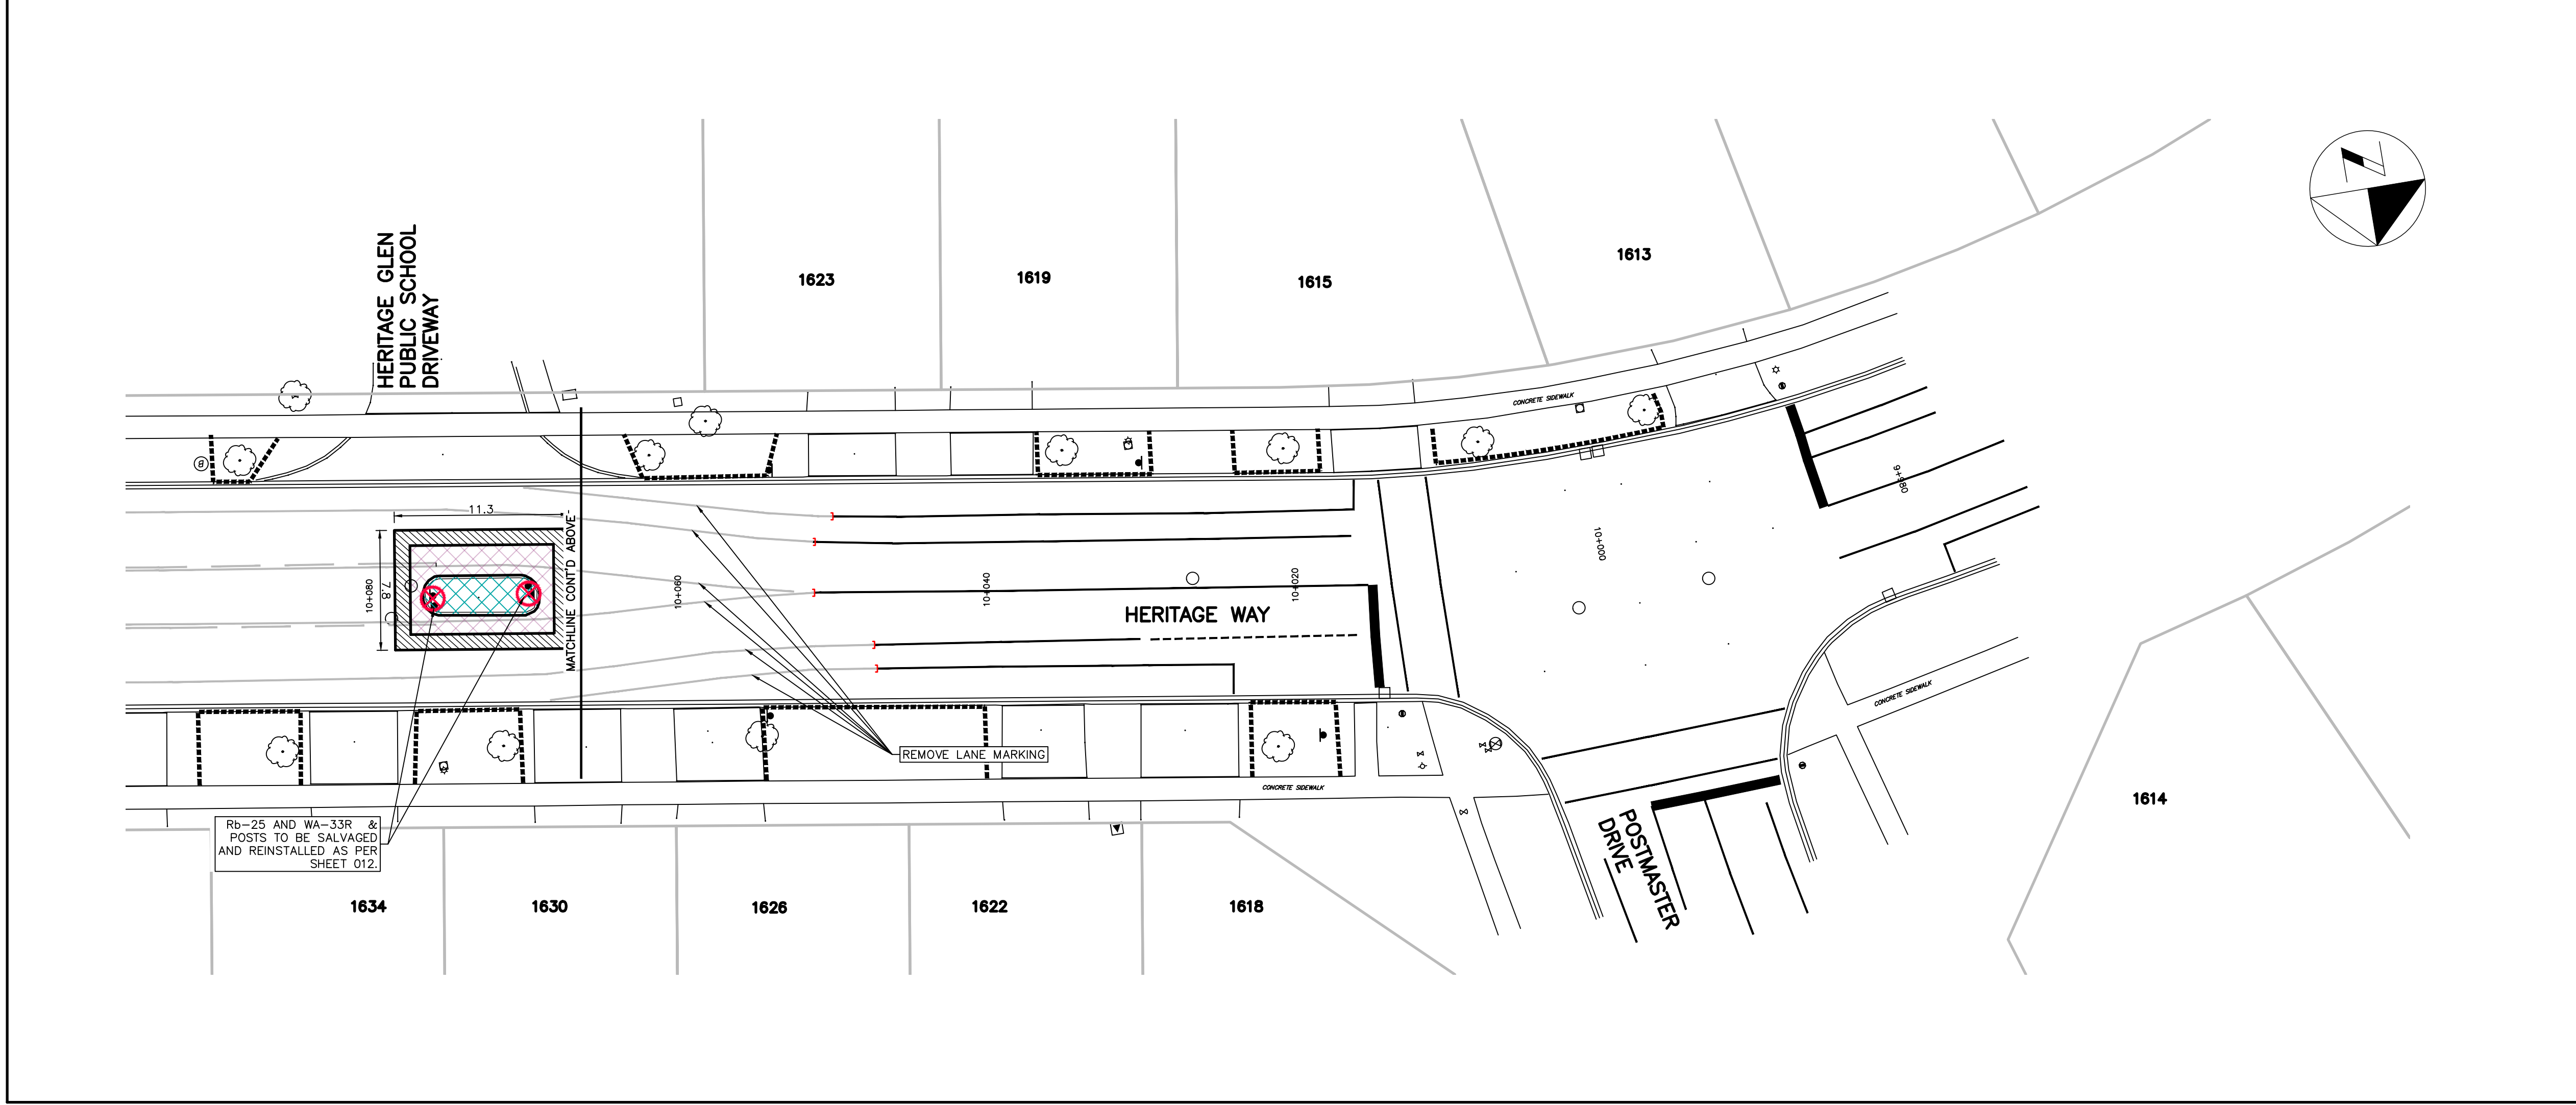 N
HERITAGE GLEN
PUBLIC SCHOOL
DRIVEWAY
1623
1619
1615
1613
CONCRETE SIDEWALK
B
11.3
7.8
10+080
MATCHLINE CONT'D ABOVE
10+060
10+040
10+020
10+000
9+980
HERITAGE WAY
REMOVE LANE MARKING
CONCRETE SIDEWALK
CONCRETE SIDEWALK
Rb-25 AND WA-33R &
POSTS TO BE SALVAGED
AND REINSTALLED AS PER
SHEET 012.
POSTMASTER
DRIVE
1634
1630
1626
1622
1618
1614